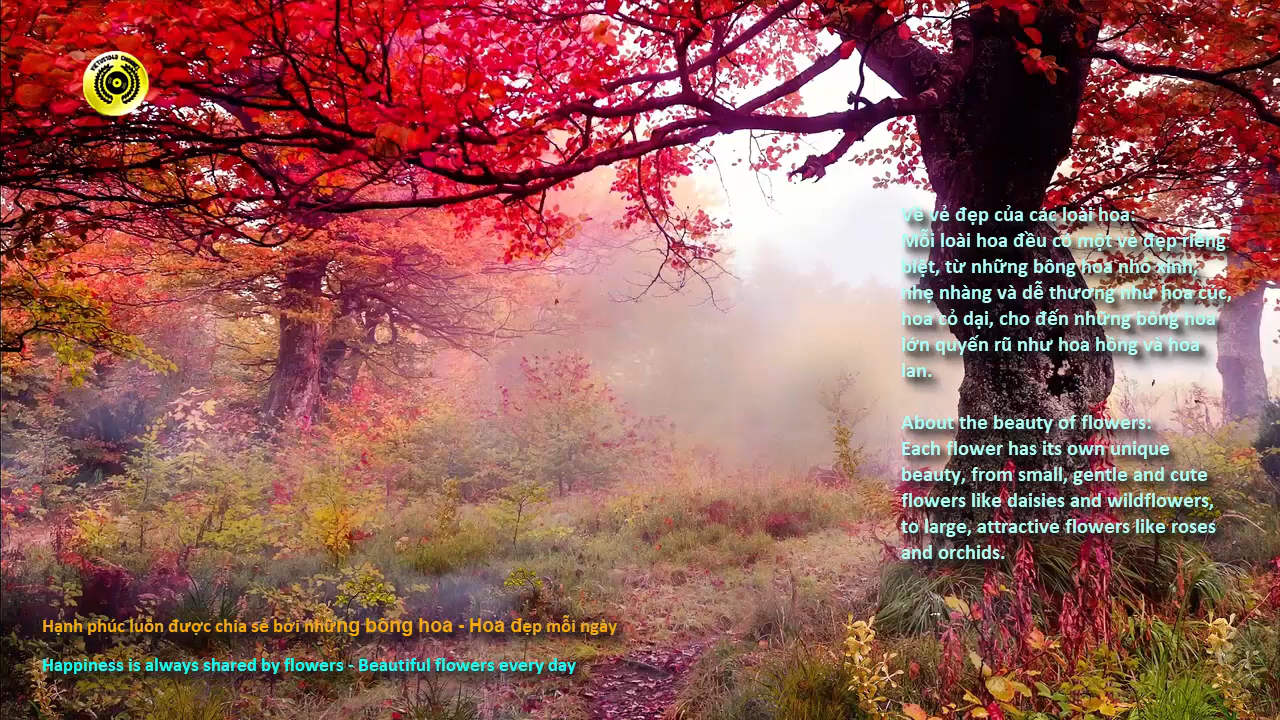 Về vẻ đẹp của các loài hoa:
Mỗi loài hoa đều có một vẻ đẹp riêng
biệt, từ những bông hoa nhỏ xinh,
nhẹ nhàng và dễ thương như hoa cúc,
hoa cỏ dại, cho đến những bông hoa
lớn quyến rũ như hoa hồng và hoa
lan.
About the beauty of flowers:
Each flower has its own unique
beauty, from small, gentle and cute
flowers like daisies and wildflowers,
to large, attractive flowers like roses
and orchids.
Hạnh phúc luôn được chia sẻ bởi những bông hoa - Hoa đẹp mỗi ngày
Happiness is always shared by flowers - Beautiful flowers every day